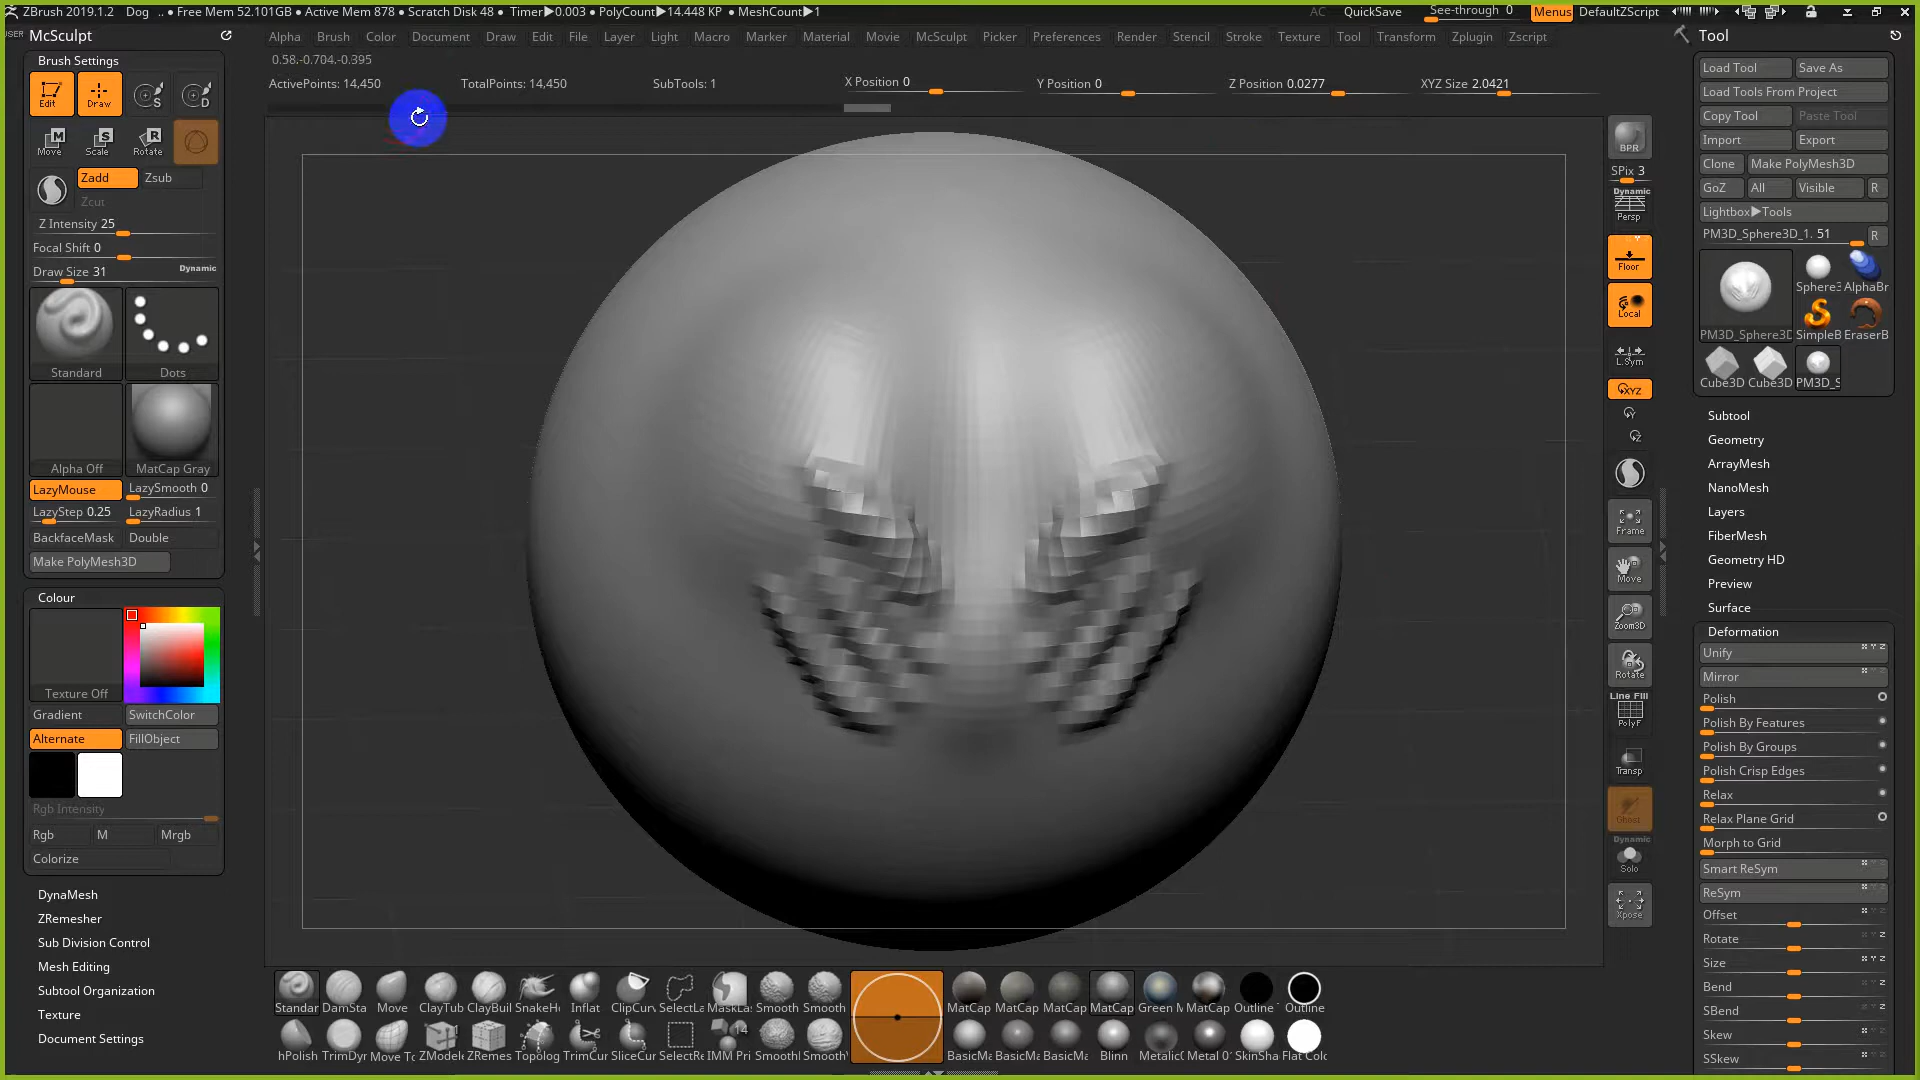 ZBrush 2019.1.2 Dog .. ● Free Mem 52.101GB ● Active Mem 878 ● Scratch Disk 48 ● Timer▶0.003 ● PolyCount▶14.448 KP ● MeshCount▶1
AC QuickSave See-through 0 Menus DefaultZScript
USER McSculpt
Alpha Brush Color Document Draw Edit File Layer Light Macro Marker Material Movie McSculpt Picker Preferences Render Stencil Stroke Texture Tool Transform Zplugin Zscript
0.58,-0.704,-0.395
ActivePoints: 14,450 TotalPoints: 14,450 SubTools: 1 X Position 0 Y Position 0 Z Position 0.0277 XYZ Size 2.0421
Brush Settings
Edit Draw S D
M S R
Move Scale Rotate
Zadd Zsub
Zcut
Z Intensity 25
Focal Shift 0
Draw Size 31 Dynamic
Standard Dots
Alpha Off MatCap Gray
LazyMouse LazySmooth 0
LazyStep 0.25 LazyRadius 1
BackfaceMask Double
Make PolyMesh3D
Colour
Texture Off
Gradient SwitchColor
Alternate FillObject
Rgb Intensity
Rgb M Mrgb
Colorize
DynaMesh
ZRemesher
Sub Division Control
Mesh Editing
Subtool Organization
Texture
Document Settings
Standar DamSta Move ClayTub ClayBuil SnakeHo Inflat ClipCurv SelectLa MaskLas Smooth Smooth MatCap MatCap MatCap MatCap Green M MatCap Outline Outline
1 14
hPolish TrimDyn Move To ZModele ZRemes Topolog TrimCur SliceCur SelectRe IMM Pri Smooth SmoothV BasicMa BasicMa BasicMa Blinn MetalicC Metal 0 SkinSha Flat Colo
BPR
SPix 3
Dynamic
Persp
Floor
Local
L.Sym
XYZ
Y
Z
Frame
Move
Zoom3D
Rotate
Line Fill
PolyF
Transp
Ghost
Dynamic
Solo
Xpose
Tool
Load Tool Save As
Load Tools From Project
Copy Tool Paste Tool
Import Export
Clone Make PolyMesh3D
GoZ All Visible R
Lightbox▶Tools
PM3D_Sphere3D_1. 51 R
Sphere3 AlphaBr
PM3D_Sphere3D SimpleB EraserB
Cube3D Cube3D PM3D_S
Subtool
Geometry
ArrayMesh
NanoMesh
Layers
FiberMesh
Geometry HD
Preview
Surface
Deformation
Unify
Mirror
Polish
Polish By Features
Polish By Groups
Polish Crisp Edges
Relax
Relax Plane Grid
Morph to Grid
Smart ReSym
ReSym
Offset
Rotate
Size
Bend
SBend
Skew
SSkew